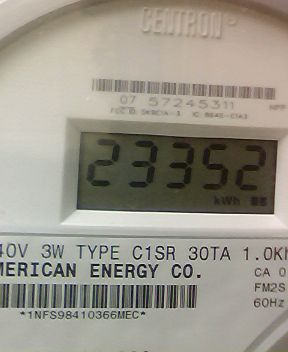 CENTRON
07 57245311
23352
kWh
40V 3W TYPE C1SR 30TA 1.0Kh
MERICAN ENERGY CO. CA 0
FM2S
60Hz
*1NFS98410366MEC*